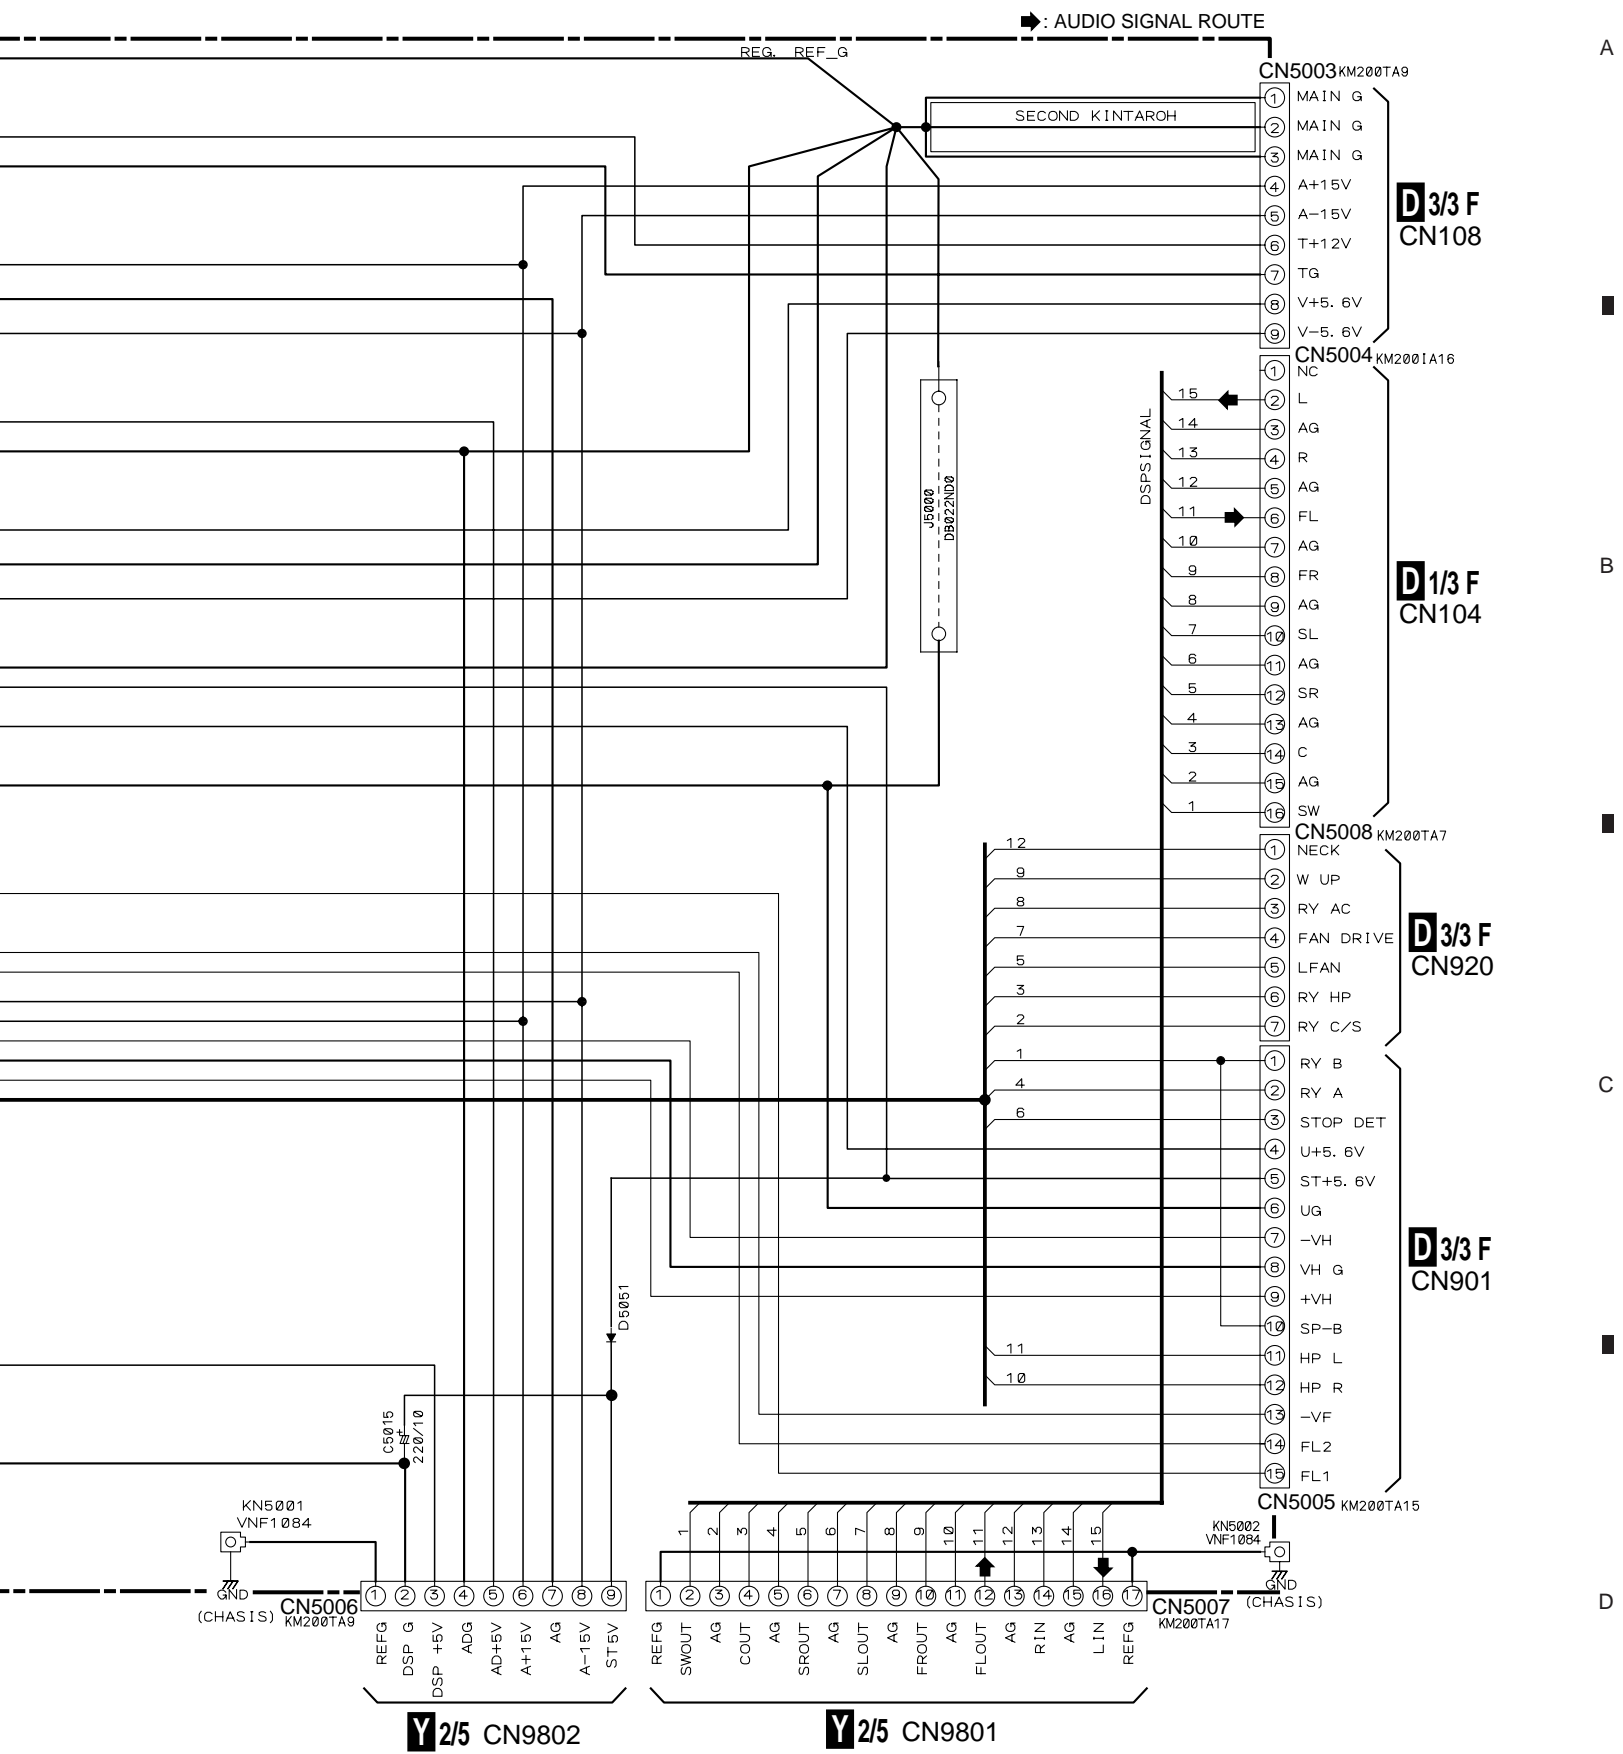 : AUDIO SIGNAL ROUTE
A
REG. REF_G
CN5003 KM200TA9
SECOND KINTAROH
1 MAIN G
2 MAIN G
3 MAIN G
4 A+15V
5 A−15V
6 T+12V
7 TG
8 V+5.6V
9 V−5.6V
D 3/3 F
CN108
CN5004 KM200IA16
DSPSIGNAL
1 NC
15 2 L
14 3 AG
13 4 R
12 5 AG
11 6 FL
10 7 AG
9 8 FR
8 9 AG
7 10 SL
6 11 AG
5 12 SR
4 13 AG
3 14 C
2 15 AG
1 16 SW
D 1/3 F
CN104
B
J5000
DB022ND0
CN5008 KM200TA7
12 1 NECK
9 2 W UP
8 3 RY AC
7 4 FAN DRIVE
5 5 LFAN
3 6 RY HP
2 7 RY C/S
D 3/3 F
CN920
1 1 RY B
4 2 RY A
6 3 STOP DET
4 U+5.6V
5 ST+5.6V
6 UG
7 −VH
8 VH G
9 +VH
10 SP−B
11 11 HP L
10 12 HP R
13 −VF
14 FL2
15 FL1
C
D 3/3 F
CN901
CN5005 KM200TA15
D5051
C5015
+
220/10
KN5001
VNF1084
GND
(CHASIS)
KN5002
VNF1084
GND
(CHASIS)
D
1 2 3 4 5 6 7 8 9 10 11 12 13 14 15
CN5006
KM200TA9
1 2 3 4 5 6 7 8 9
REFG
DSP G
DSP +5V
ADG
AD+5V
A+15V
AG
A−15V
ST5V
1 2 3 4 5 6 7 8 9 10 11 12 13 14 15 16 17
CN5007
KM200TA17
REFG
SWOUT
AG
COUT
AG
SROUT
AG
SLOUT
AG
FROUT
AG
FLOUT
AG
RIN
AG
LIN
REFG
Y 2/5 CN9802
Y 2/5 CN9801